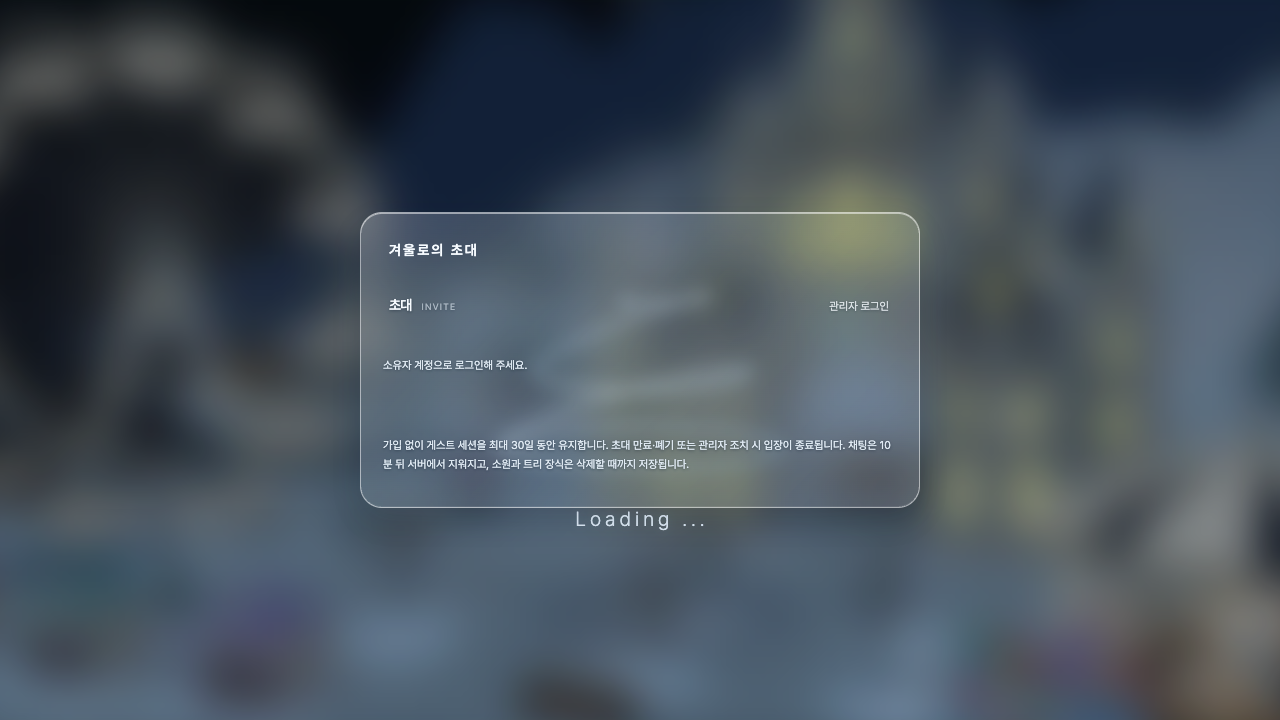 겨울로의 초대
초대 INVITE 관리자 로그인
소유자 계정으로 로그인해 주세요.
가입 없이 게스트 세션을 최대 30일 동안 유지합니다. 초대 만료·폐기 또는 관리자 조치 시 입장이 종료됩니다. 채팅은 10
분 뒤 서버에서 지워지고, 소원과 트리 장식은 삭제할 때까지 저장됩니다.
Loading ...